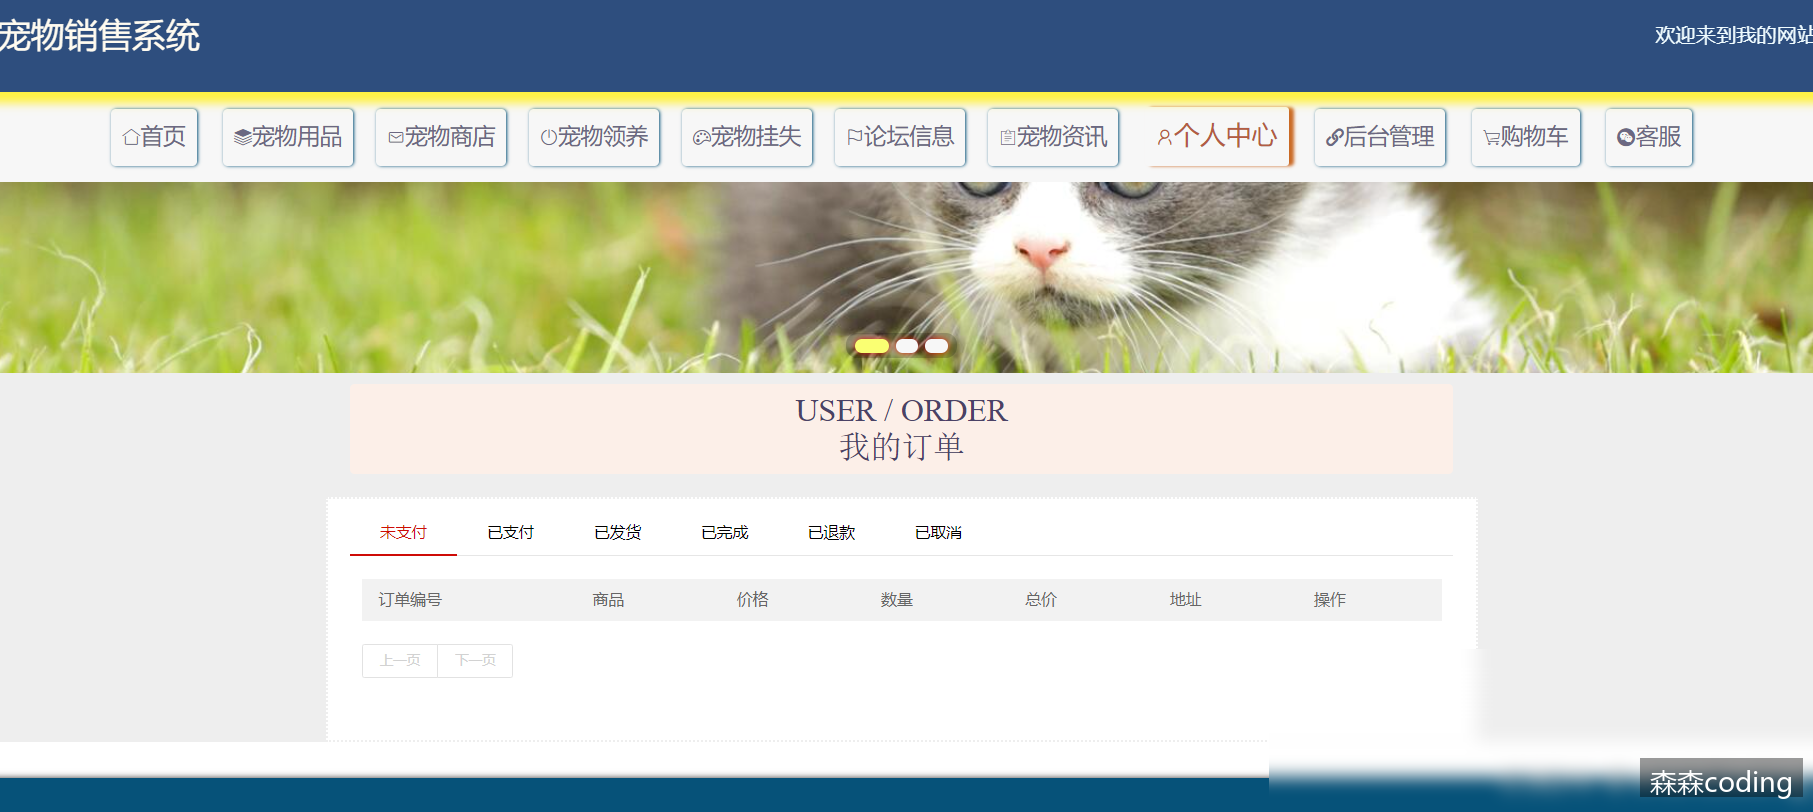 宠物销售系统
欢迎来到我的网站
首页 宠物用品 宠物商店 宠物领养 宠物挂失 论坛信息 宠物资讯 个人中心 后台管理 购物车 客服
USER / ORDER
我的订单
未支付 已支付 已发货 已完成 已退款 已取消
订单编号 商品 价格 数量 总价 地址 操作
上一页 下一页
森森coding